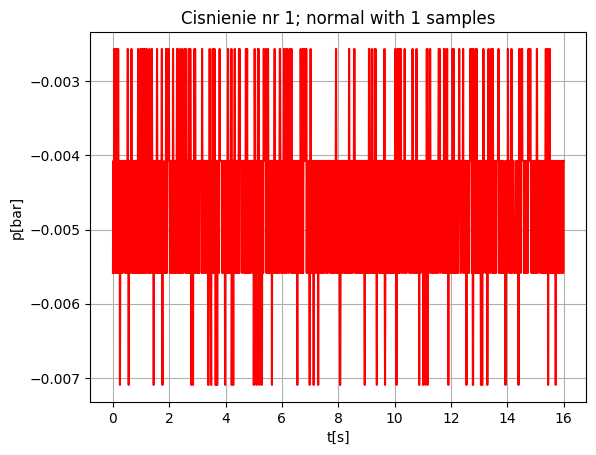 Cisnienie nr 1; normal with 1 samples
−0.003
−0.004
−0.005
−0.006
−0.007
p[bar]
0 2 4 6 8 10 12 14 16
t[s]